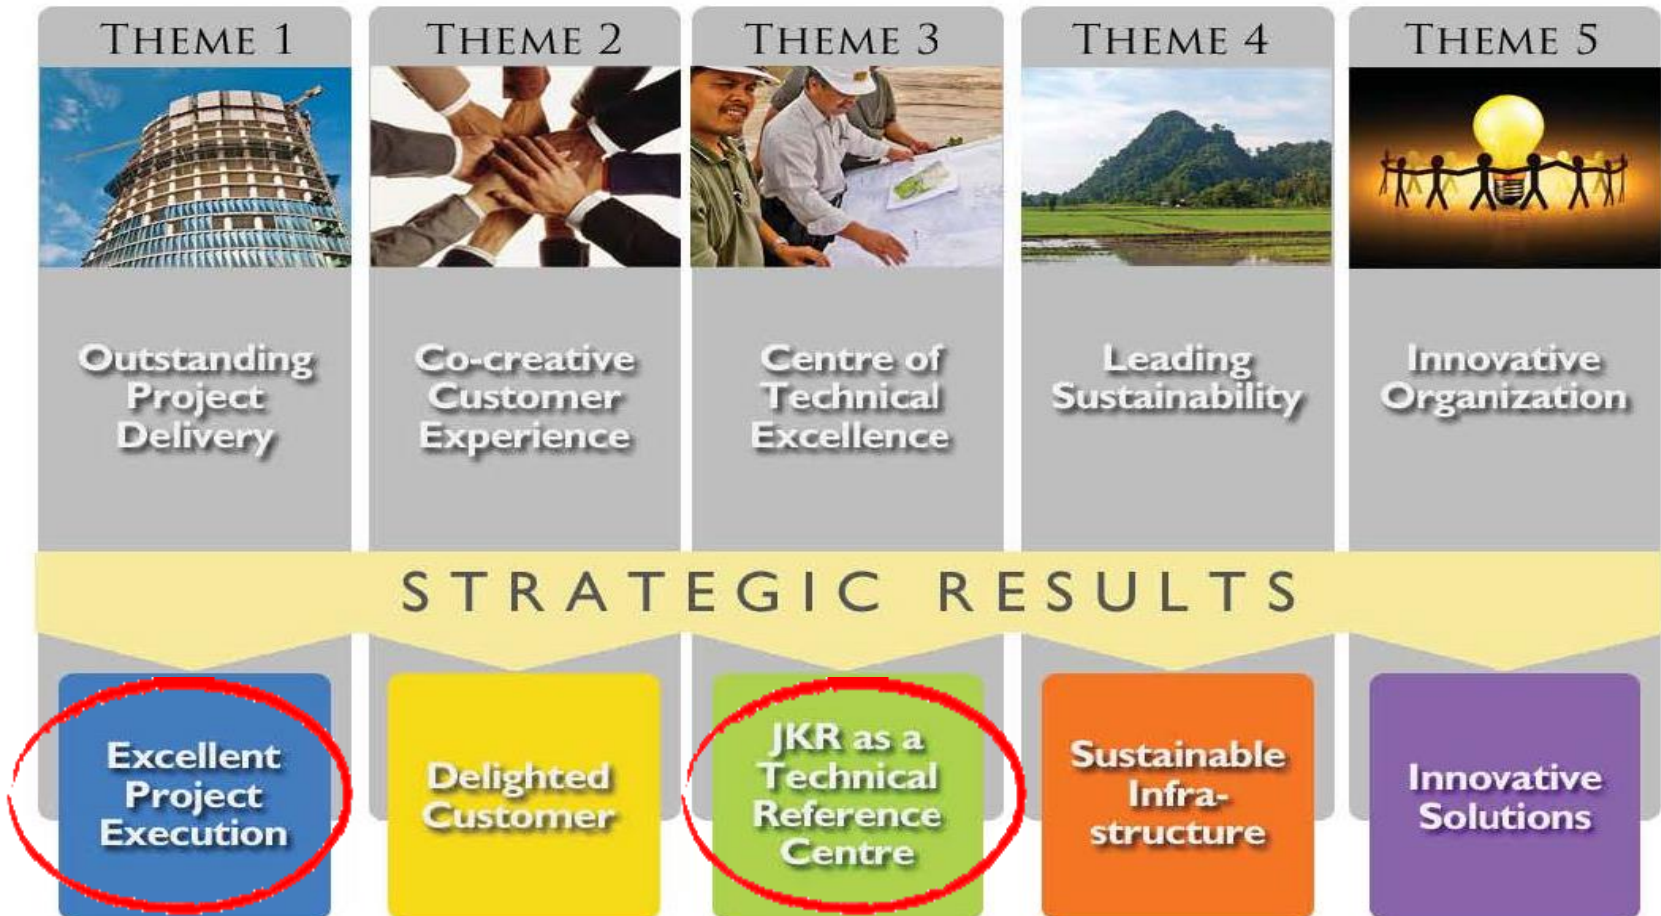 THEME 1
THEME 2
THEME 3
THEME 4
THEME 5
Outstanding
Project
Delivery
Co-creative
Customer
Experience
Centre of
Technical
Excellence
Leading
Sustainability
Innovative
Organization
STRATEGIC RESULTS
Excellent
Project
Execution
Delighted
Customer
JKR as a
Technical
Reference
Centre
Sustainable
Infra-
structure
Innovative
Solutions